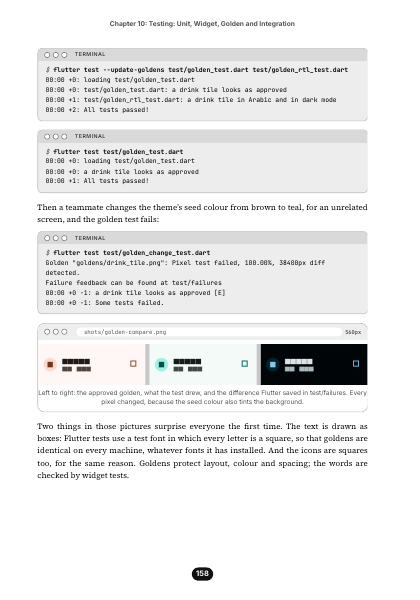 Chapter 10: Testing: Unit, Widget, Golden and Integration
TERMINAL
$ flutter test --update-goldens test/golden_test.dart test/golden_rtl_test.dart
00:00 +0: loading test/golden_test.dart
00:00 +0: test/golden_test.dart: a drink tile looks as approved
00:00 +1: test/golden_rtl_test.dart: a drink tile in Arabic and in dark mode
00:00 +2: All tests passed!
TERMINAL
$ flutter test test/golden_test.dart
00:00 +0: loading test/golden_test.dart
00:00 +0: a drink tile looks as approved
00:00 +1: All tests passed!
Then a teammate changes the theme's seed colour from brown to teal, for an unrelated
screen, and the golden test fails:
TERMINAL
$ flutter test test/golden_change_test.dart
Golden "goldens/drink_tile.png": Pixel test failed, 100.00%, 38400px diff
detected.
Failure feedback can be found at test/failures
00:00 +0 -1: a drink tile looks as approved [E]
00:00 +0 -1: Some tests failed.
shots/golden-compare.png
560px
Left to right: the approved golden, what the test drew, and the difference Flutter saved in test/failures. Every
pixel changed, because the seed colour also tints the background.
Two things in those pictures surprise everyone the first time. The text is drawn as
boxes: Flutter tests use a test font in which every letter is a square, so that goldens are
identical on every machine, whatever fonts it has installed. And the icons are squares
too, for the same reason. Goldens protect layout, colour and spacing; the words are
checked by widget tests.
158